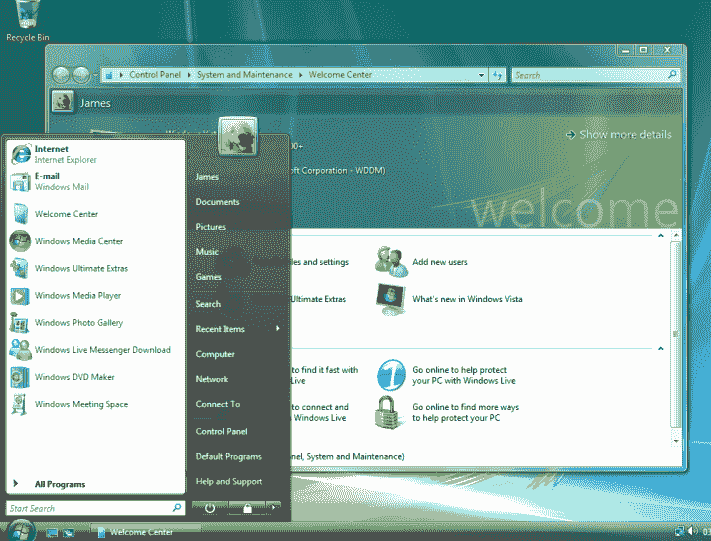 Recycle Bin
Control Panel
System and Maintenance
Welcome Center
Search
James
Show more details
00+
oft Corporation - WDDM)
welcome
les and settings
Add new users
Ultimate Extras
What's new in Windows Vista
to find it fast with
Live
Go online to help protect
your PC with Windows Live
to connect and
ws Live
Go online to find more ways
to help protect your PC
nel, System and Maintenance)
Internet
Internet Explorer
E-mail
Windows Mail
Welcome Center
Windows Media Center
Windows Ultimate Extras
Windows Media Player
Windows Photo Gallery
Windows Live Messenger Download
Windows DVD Maker
Windows Meeting Space
All Programs
Start Search
James
Documents
Pictures
Music
Games
Search
Recent Items
Computer
Network
Connect To
Control Panel
Default Programs
Help and Support
Welcome Center